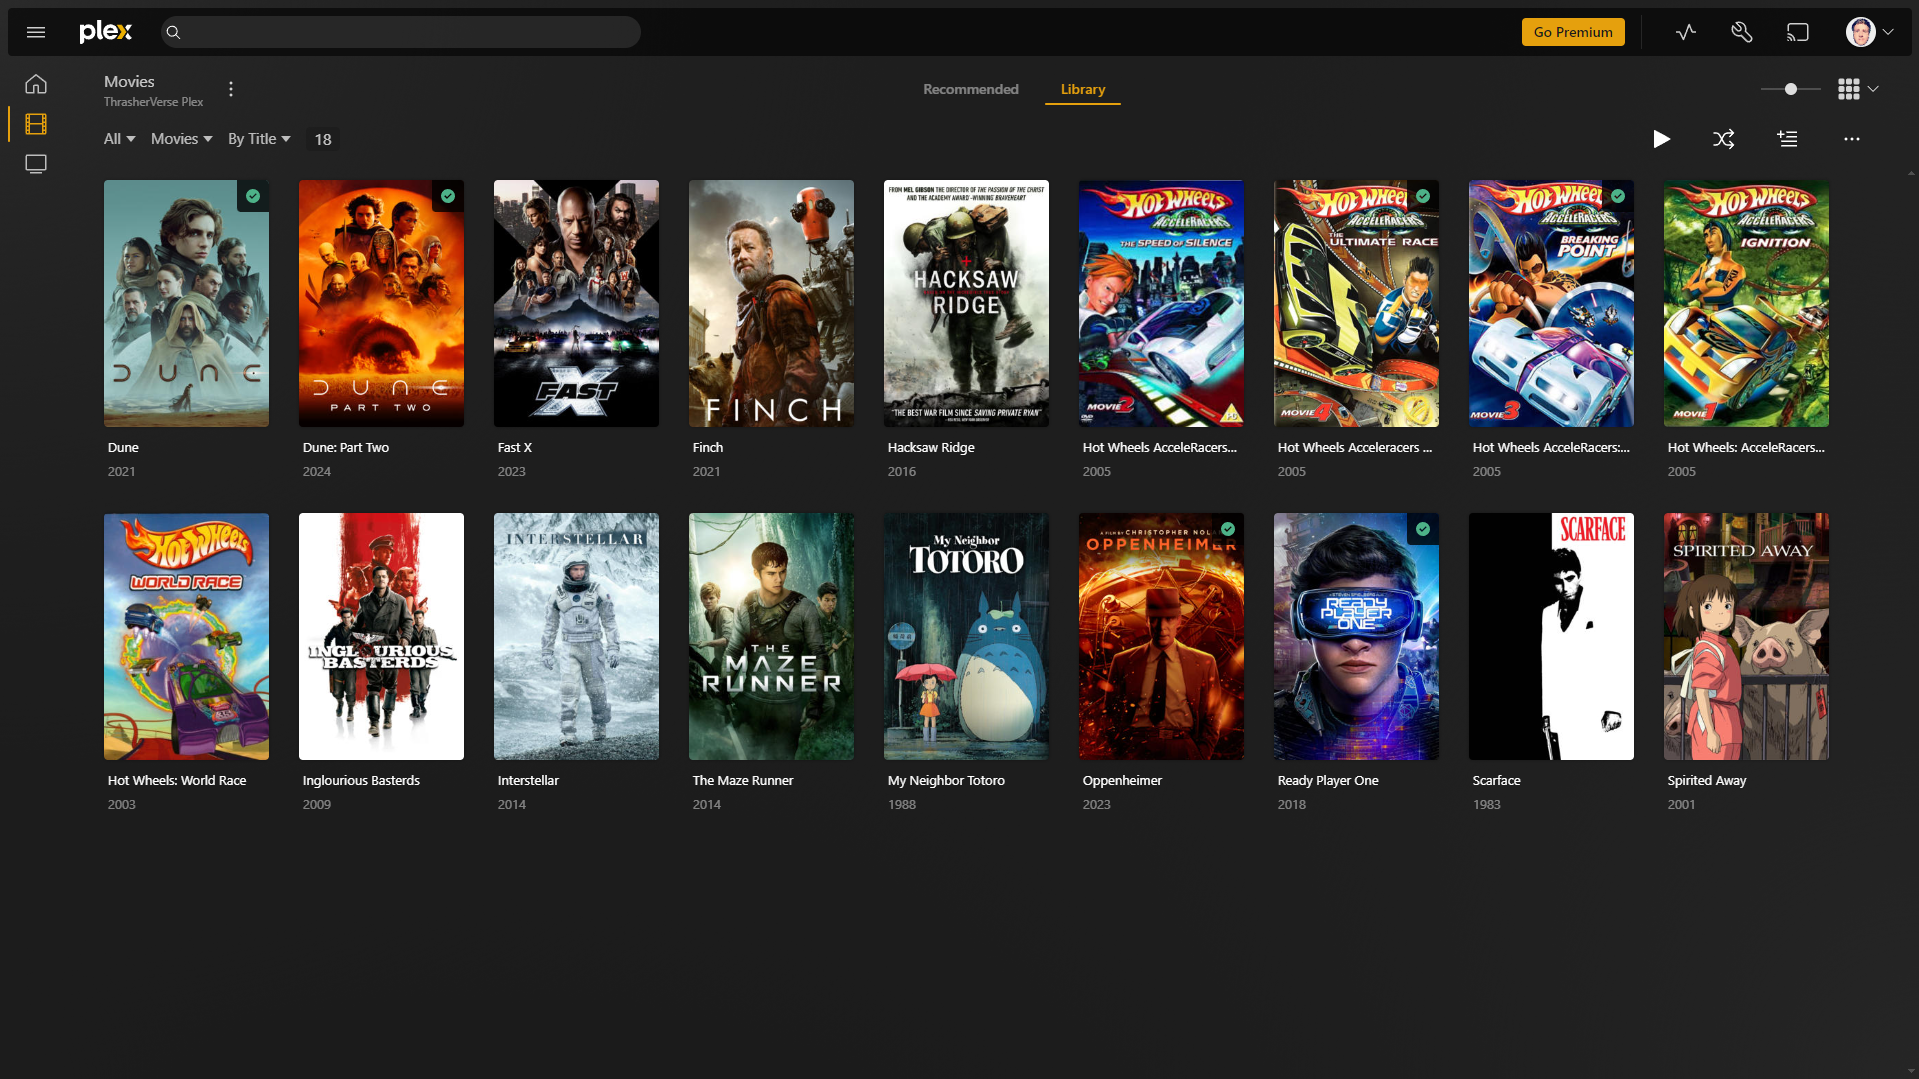 plex
Go Premium
Movies
ThrasherVerse Plex
Recommended
Library
All
Movies
By Title
18
DUNE
DUNE
PART TWO
FAST X
FINCH
FROM MEL GIBSON THE DIRECTOR OF THE PASSION OF THE CHRIST
AND THE ACADEMY AWARD WINNING BRAVEHEART
HACKSAW
RIDGE
"THE BEST WAR FILM SINCE SAVING PRIVATE RYAN"
HOT WHEELS
ACCELERACERS
THE SPEED OF SILENCE
MOVIE 2
PG
HOT WHEELS
ACCELERACERS
THE
ULTIMATE RACE
MOVIE 4
HOT WHEELS
ACCELERACERS
BREAKING
POINT
MOVIE 3
HOT WHEELS
ACCELERACERS
IGNITION
MOVIE 1
Dune
2021
Dune: Part Two
2024
Fast X
2023
Finch
2021
Hacksaw Ridge
2016
Hot Wheels AcceleRacers...
2005
Hot Wheels Acceleracers ...
2005
Hot Wheels AcceleRacers:...
2005
Hot Wheels: AcceleRacers...
2005
HOT WHEELS
WORLD RACE
INGLOURIOUS
BASTERDS
INTERSTELLAR
THE
MAZE
RUNNER
My Neighbor
TOTORO
A FILM BY CHRISTOPHER NOL
OPPENHEIMER
READY
PLAYER
ONE
SCARFACE
SPIRITED AWAY
Hot Wheels: World Race
2003
Inglourious Basterds
2009
Interstellar
2014
The Maze Runner
2014
My Neighbor Totoro
1988
Oppenheimer
2023
Ready Player One
2018
Scarface
1983
Spirited Away
2001